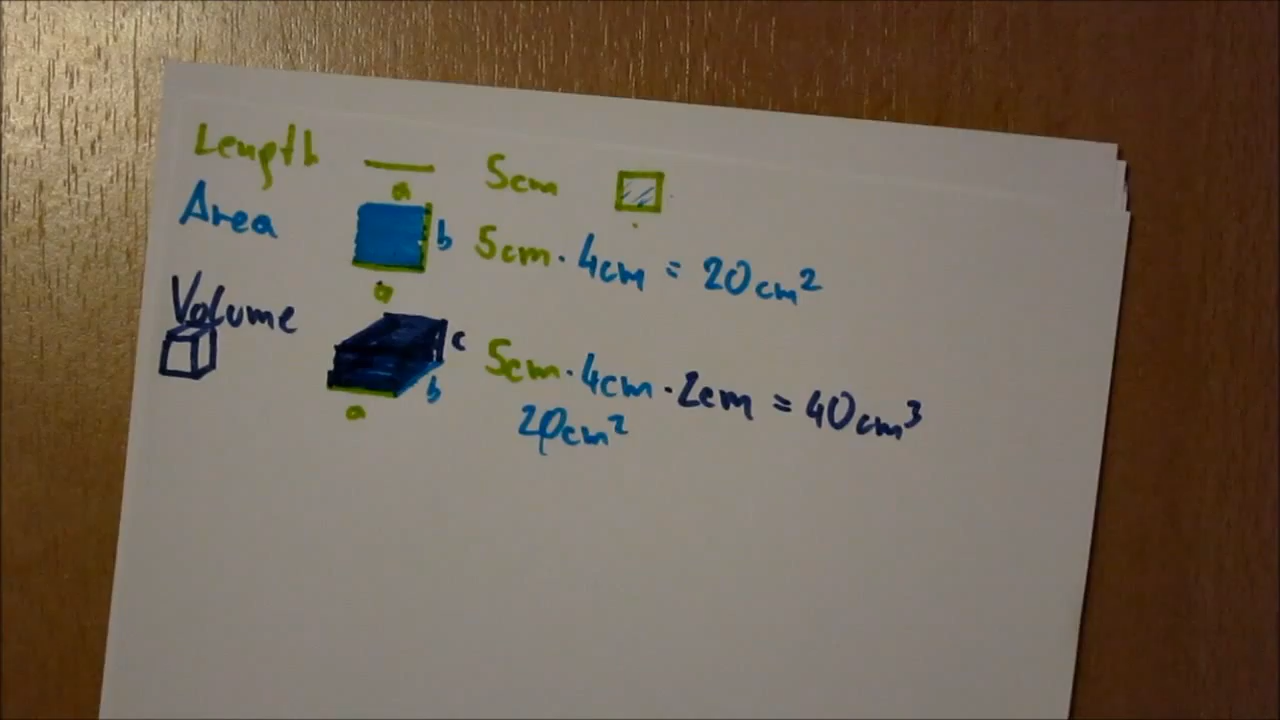 Length a 5cm
Area b 5cm · 4cm = 20cm²
a
Volume c 5cm · 4cm · 2cm = 40cm³
b
a 20cm²